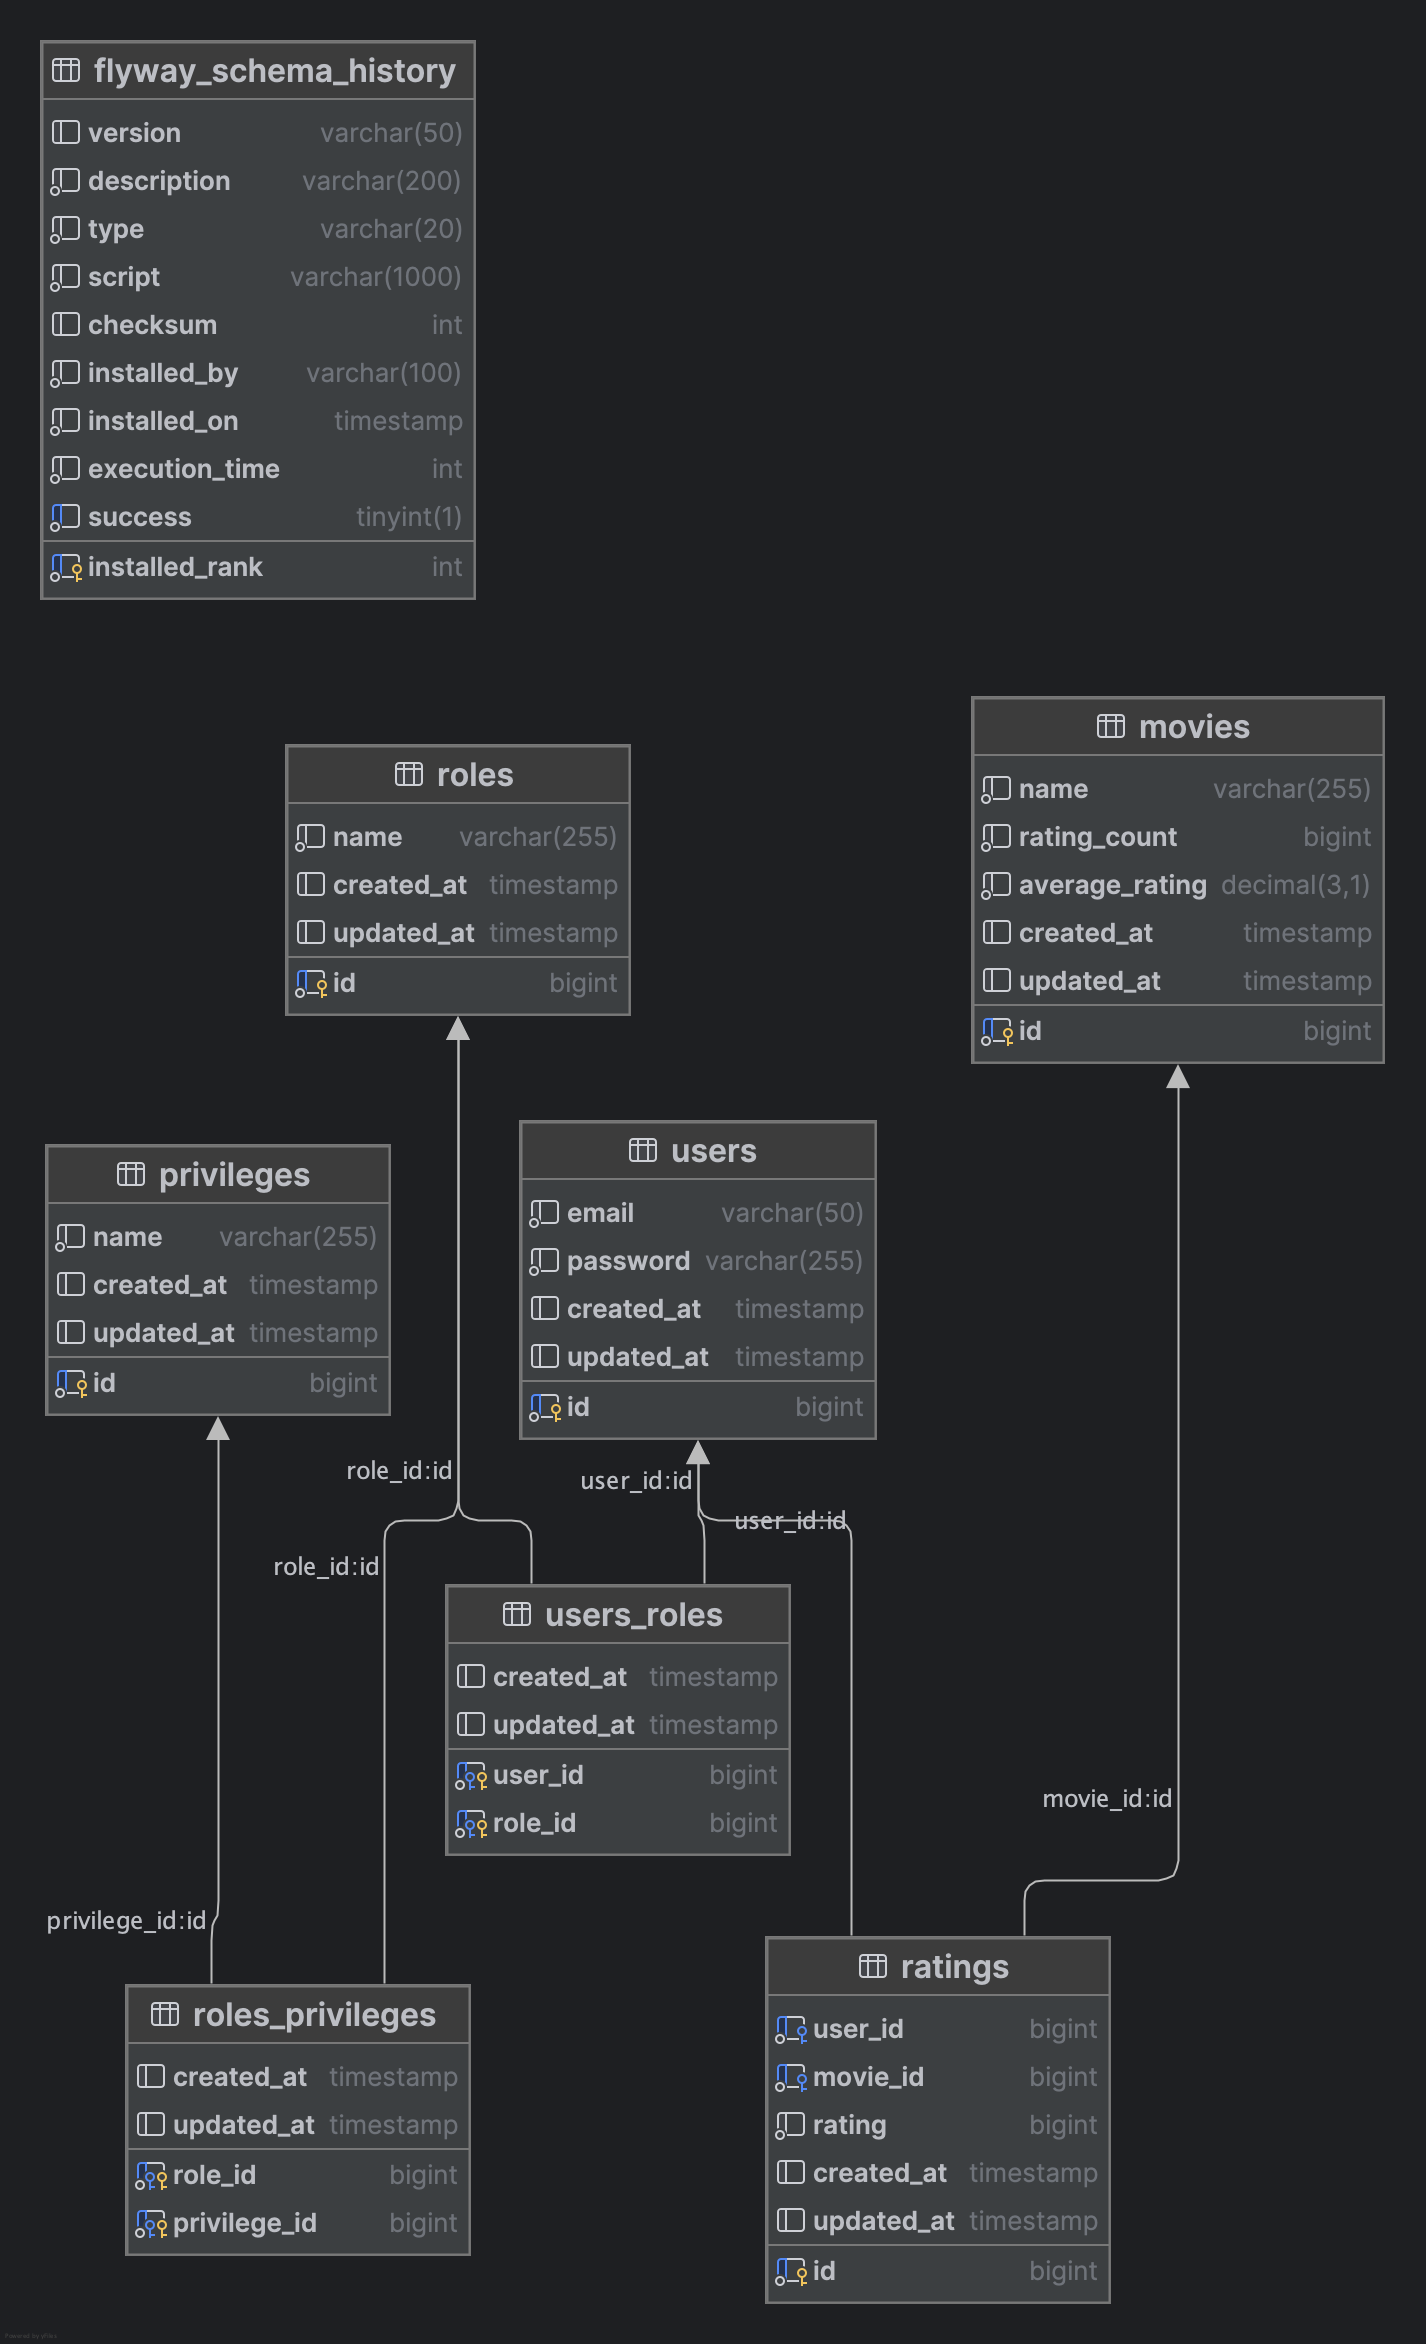 flyway_schema_history
version varchar(50)
description varchar(200)
type varchar(20)
script varchar(1000)
checksum int
installed_by varchar(100)
installed_on timestamp
execution_time int
success tinyint(1)
installed_rank int
movies
name varchar(255)
rating_count bigint
average_rating decimal(3,1)
created_at timestamp
updated_at timestamp
id bigint
roles
name varchar(255)
created_at timestamp
updated_at timestamp
id bigint
users
email varchar(50)
password varchar(255)
created_at timestamp
updated_at timestamp
id bigint
privileges
name varchar(255)
created_at timestamp
updated_at timestamp
id bigint
role_id:id
user_id:id
user_id:id
role_id:id
users_roles
created_at timestamp
updated_at timestamp
user_id bigint
role_id bigint
movie_id:id
privilege_id:id
ratings
user_id bigint
movie_id bigint
rating bigint
created_at timestamp
updated_at timestamp
id bigint
roles_privileges
created_at timestamp
updated_at timestamp
role_id bigint
privilege_id bigint
Powered by yFiles